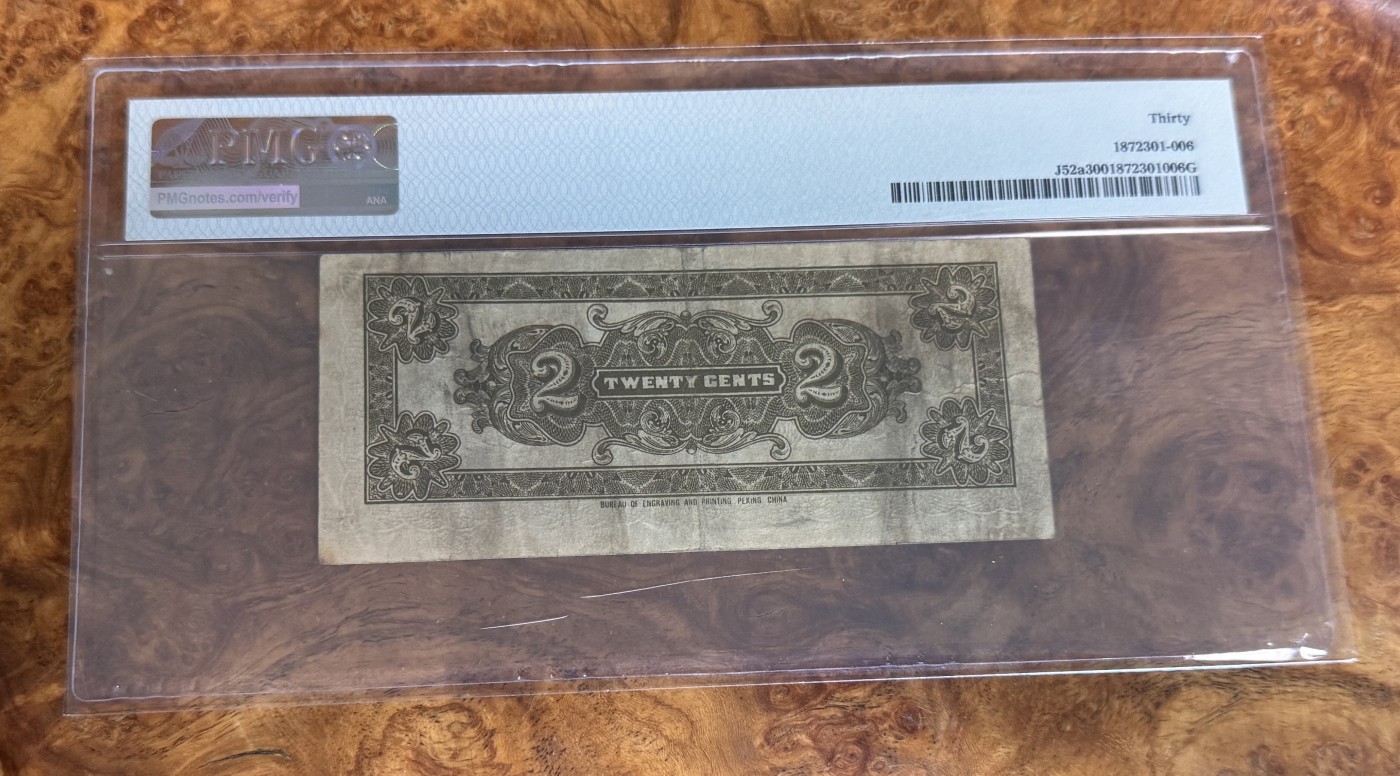 PMG
PMGnotes.com/verify
ANA
Thirty
1872301-006
J52a3001872301006G
2
2
2
TWENTY CENTS
2
2
2
BUREAU OF ENGRAVING AND PRINTING PEKING CHINA